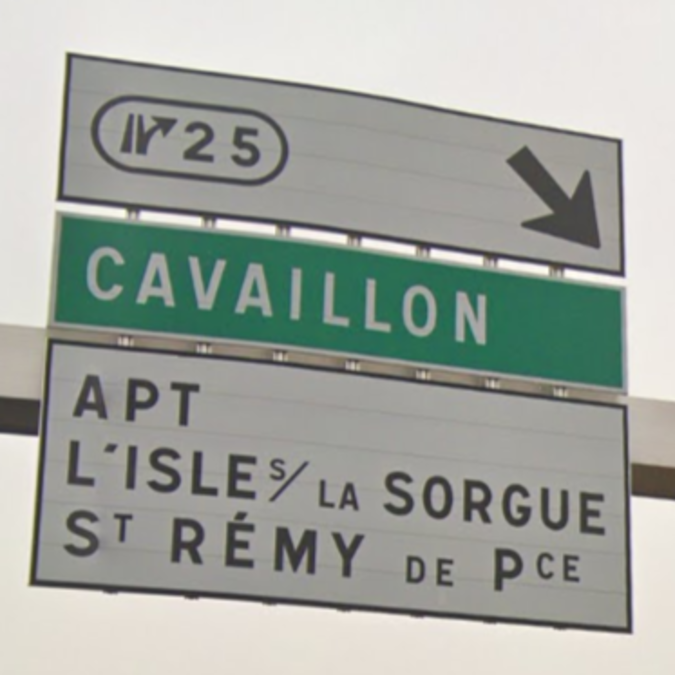 25
CAVAILLON
APT
L'ISLE S/ LA SORGUE
ST RÉMY DE PCE